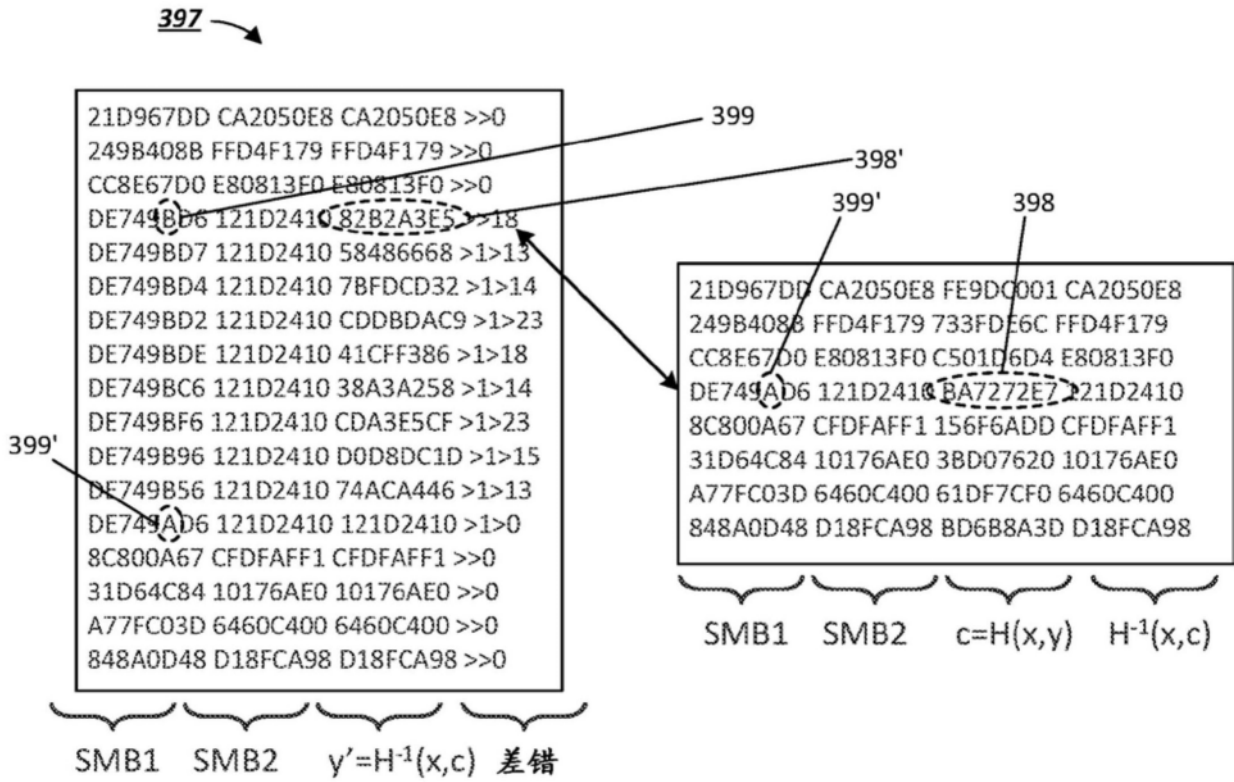 397
21D967DD CA2050E8 CA2050E8 >>0
249B408B FFD4F179 FFD4F179 >>0
CC8E67D0 E80813F0 E80813F0 >>0
DE749BD6 121D2410 82B2A3E5 >>18
DE749BD7 121D2410 58486668 >1>13
DE749BD4 121D2410 7BFDCD32 >1>14
DE749BD2 121D2410 CDDBDAC9 >1>23
DE749BDE 121D2410 41CFF386 >1>18
DE749BC6 121D2410 38A3A258 >1>14
DE749BF6 121D2410 CDA3E5CF >1>23
DE749B96 121D2410 D0D8DC1D >1>15
DE749B56 121D2410 74ACA446 >1>13
DE749AD6 121D2410 121D2410 >1>0
8C800A67 CFDFAFF1 CFDFAFF1 >>0
31D64C84 10176AE0 10176AE0 >>0
A77FC03D 6460C400 6460C400 >>0
848A0D48 D18FCA98 D18FCA98 >>0
SMB1 SMB2 y'=H⁻¹(x,c) 差错
399'
399
398'
399'
398
21D967DD CA2050E8 FE9DC001 CA2050E8
249B408B FFD4F179 733FDE6C FFD4F179
CC8E67D0 E80813F0 C501D6D4 E80813F0
DE749AD6 121D2410 BA7272E7 121D2410
8C800A67 CFDFAFF1 156F6ADD CFDFAFF1
31D64C84 10176AE0 3BD07620 10176AE0
A77FC03D 6460C400 61DF7CF0 6460C400
848A0D48 D18FCA98 BD6B8A3D D18FCA98
SMB1 SMB2 c=H(x,y) H⁻¹(x,c)